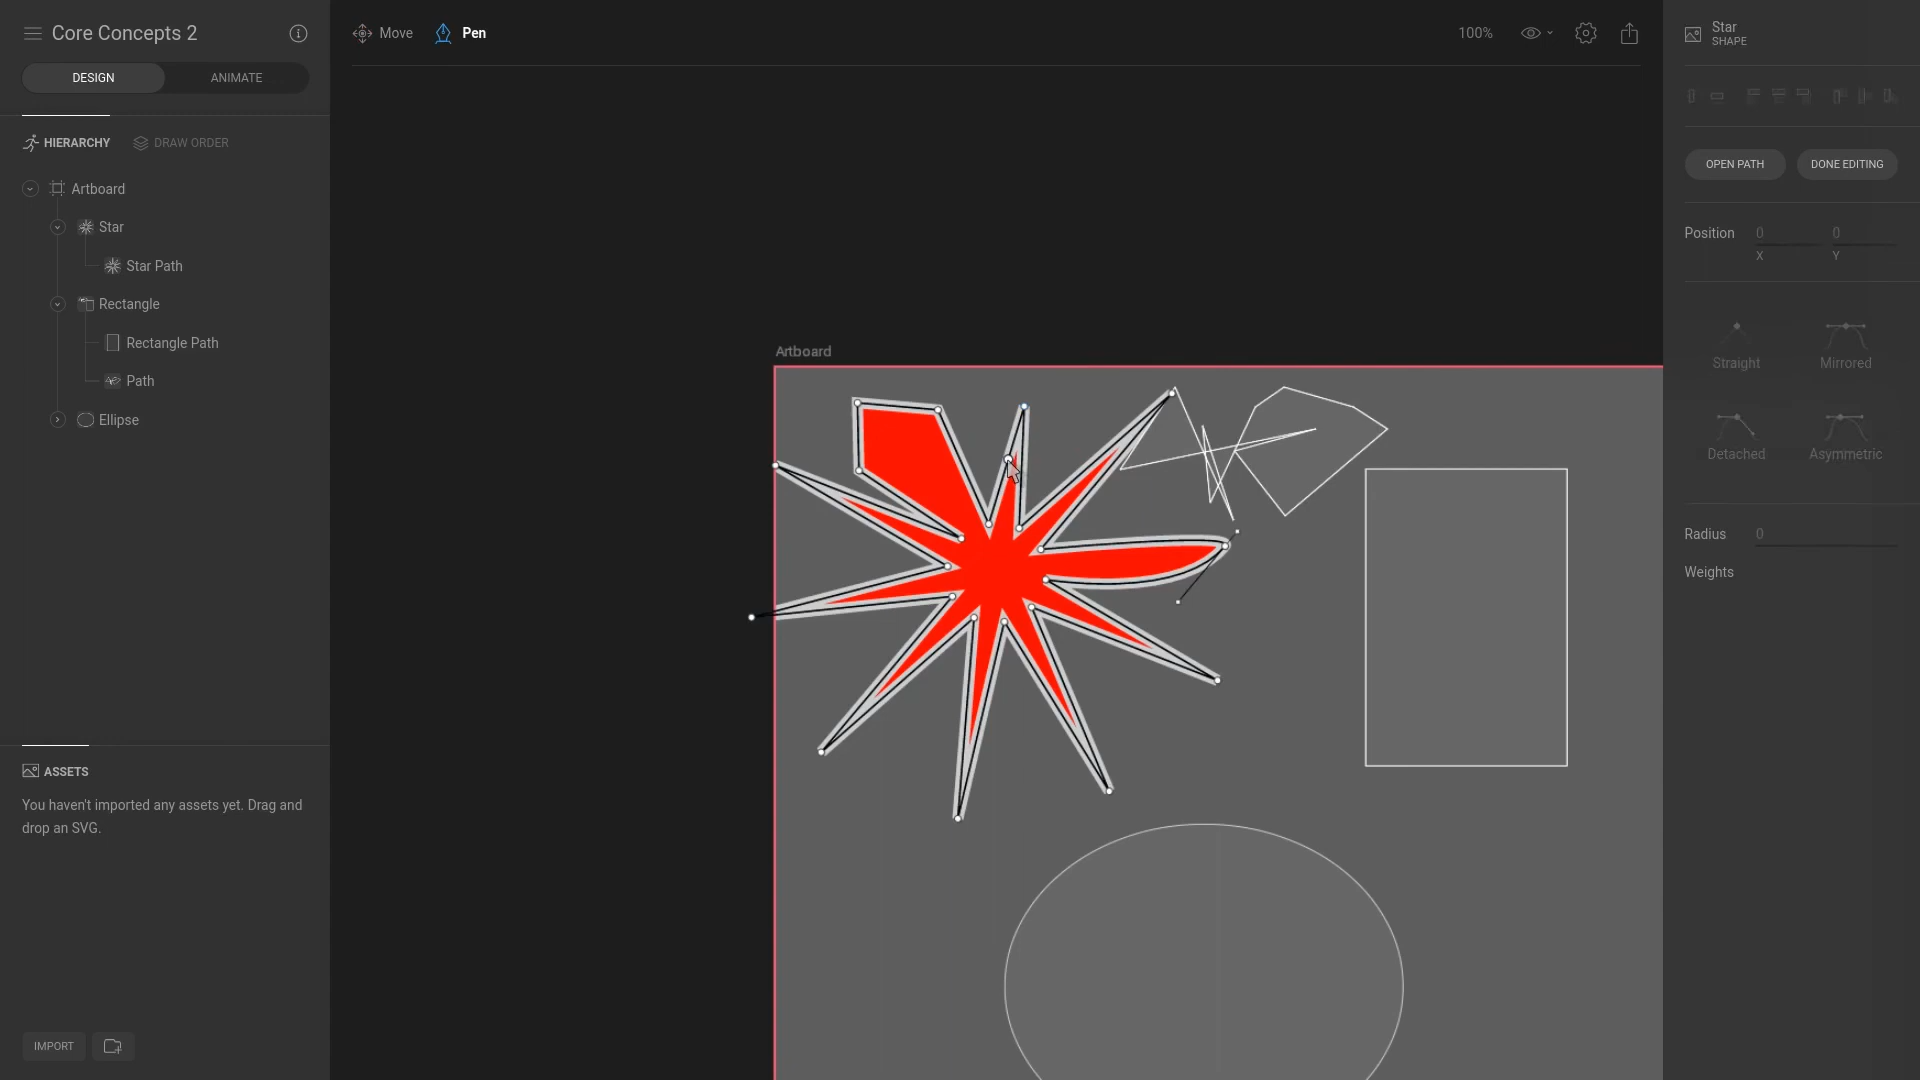 Core Concepts 2
DESIGN
ANIMATE
HIERARCHY
DRAW ORDER
Artboard
Star
Star Path
Rectangle
Rectangle Path
Path
Ellipse
ASSETS
You haven't imported any assets yet. Drag and
drop an SVG.
IMPORT
Move
Pen
100%
Artboard
Star
SHAPE
OPEN PATH
DONE EDITING
Position
0
0
X
Y
Straight
Mirrored
Detached
Asymmetric
Radius
0
Weights